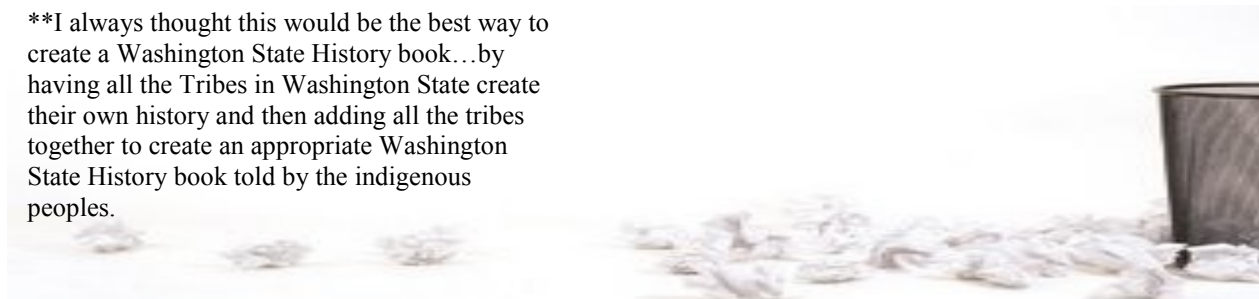 **I always thought this would be the best way to
create a Washington State History book…by
having all the Tribes in Washington State create
their own history and then adding all the tribes
together to create an appropriate Washington
State History book told by the indigenous
peoples.